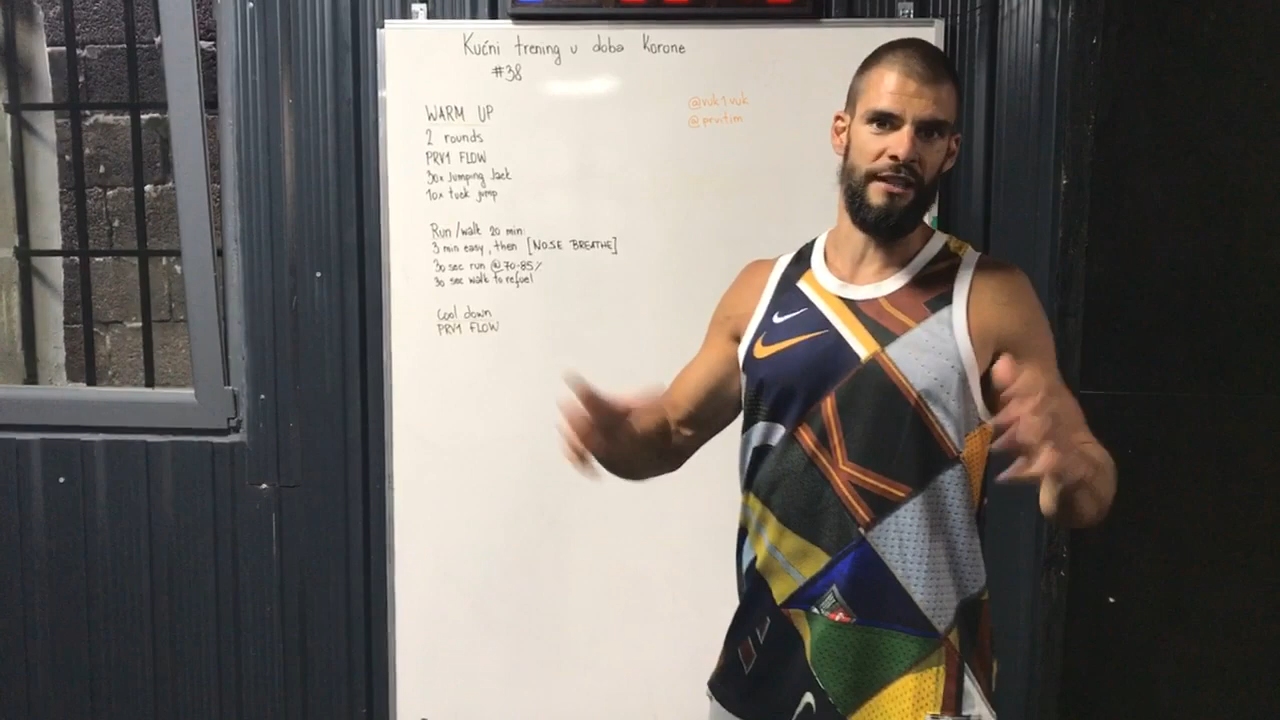 Kućni trening u doba Korone
#38
@vuk1vuk
@prvitim
WARM UP
2 rounds
PRV1 FLOW
30x Jumping Jack
10x tuck jump
Run/walk 20 min
3 min easy, then [NOSE BREATHE]
30 sec run @70-85%
30 sec walk to refuel
Cool down
PRV1 FLOW
K